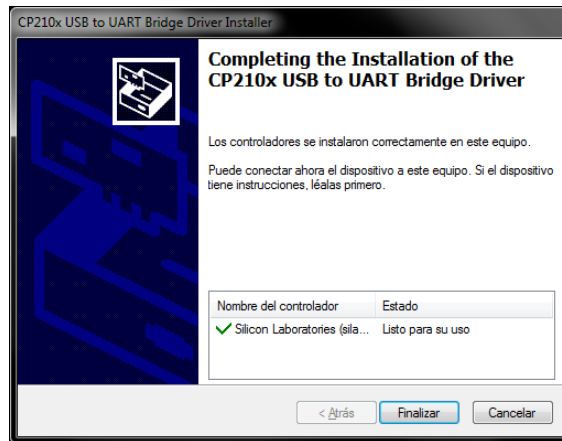 CP210x USB to UART Bridge Driver Installer
Completing the Installation of the
CP210x USB to UART Bridge Driver
Los controladores se instalaron correctamente en este equipo.
Puede conectar ahora el dispositivo a este equipo. Si el dispositivo
tiene instrucciones, léalas primero.
Nombre del controlador Estado
Silicon Laboratories (sila... Listo para su uso
< Atrás Finalizar Cancelar